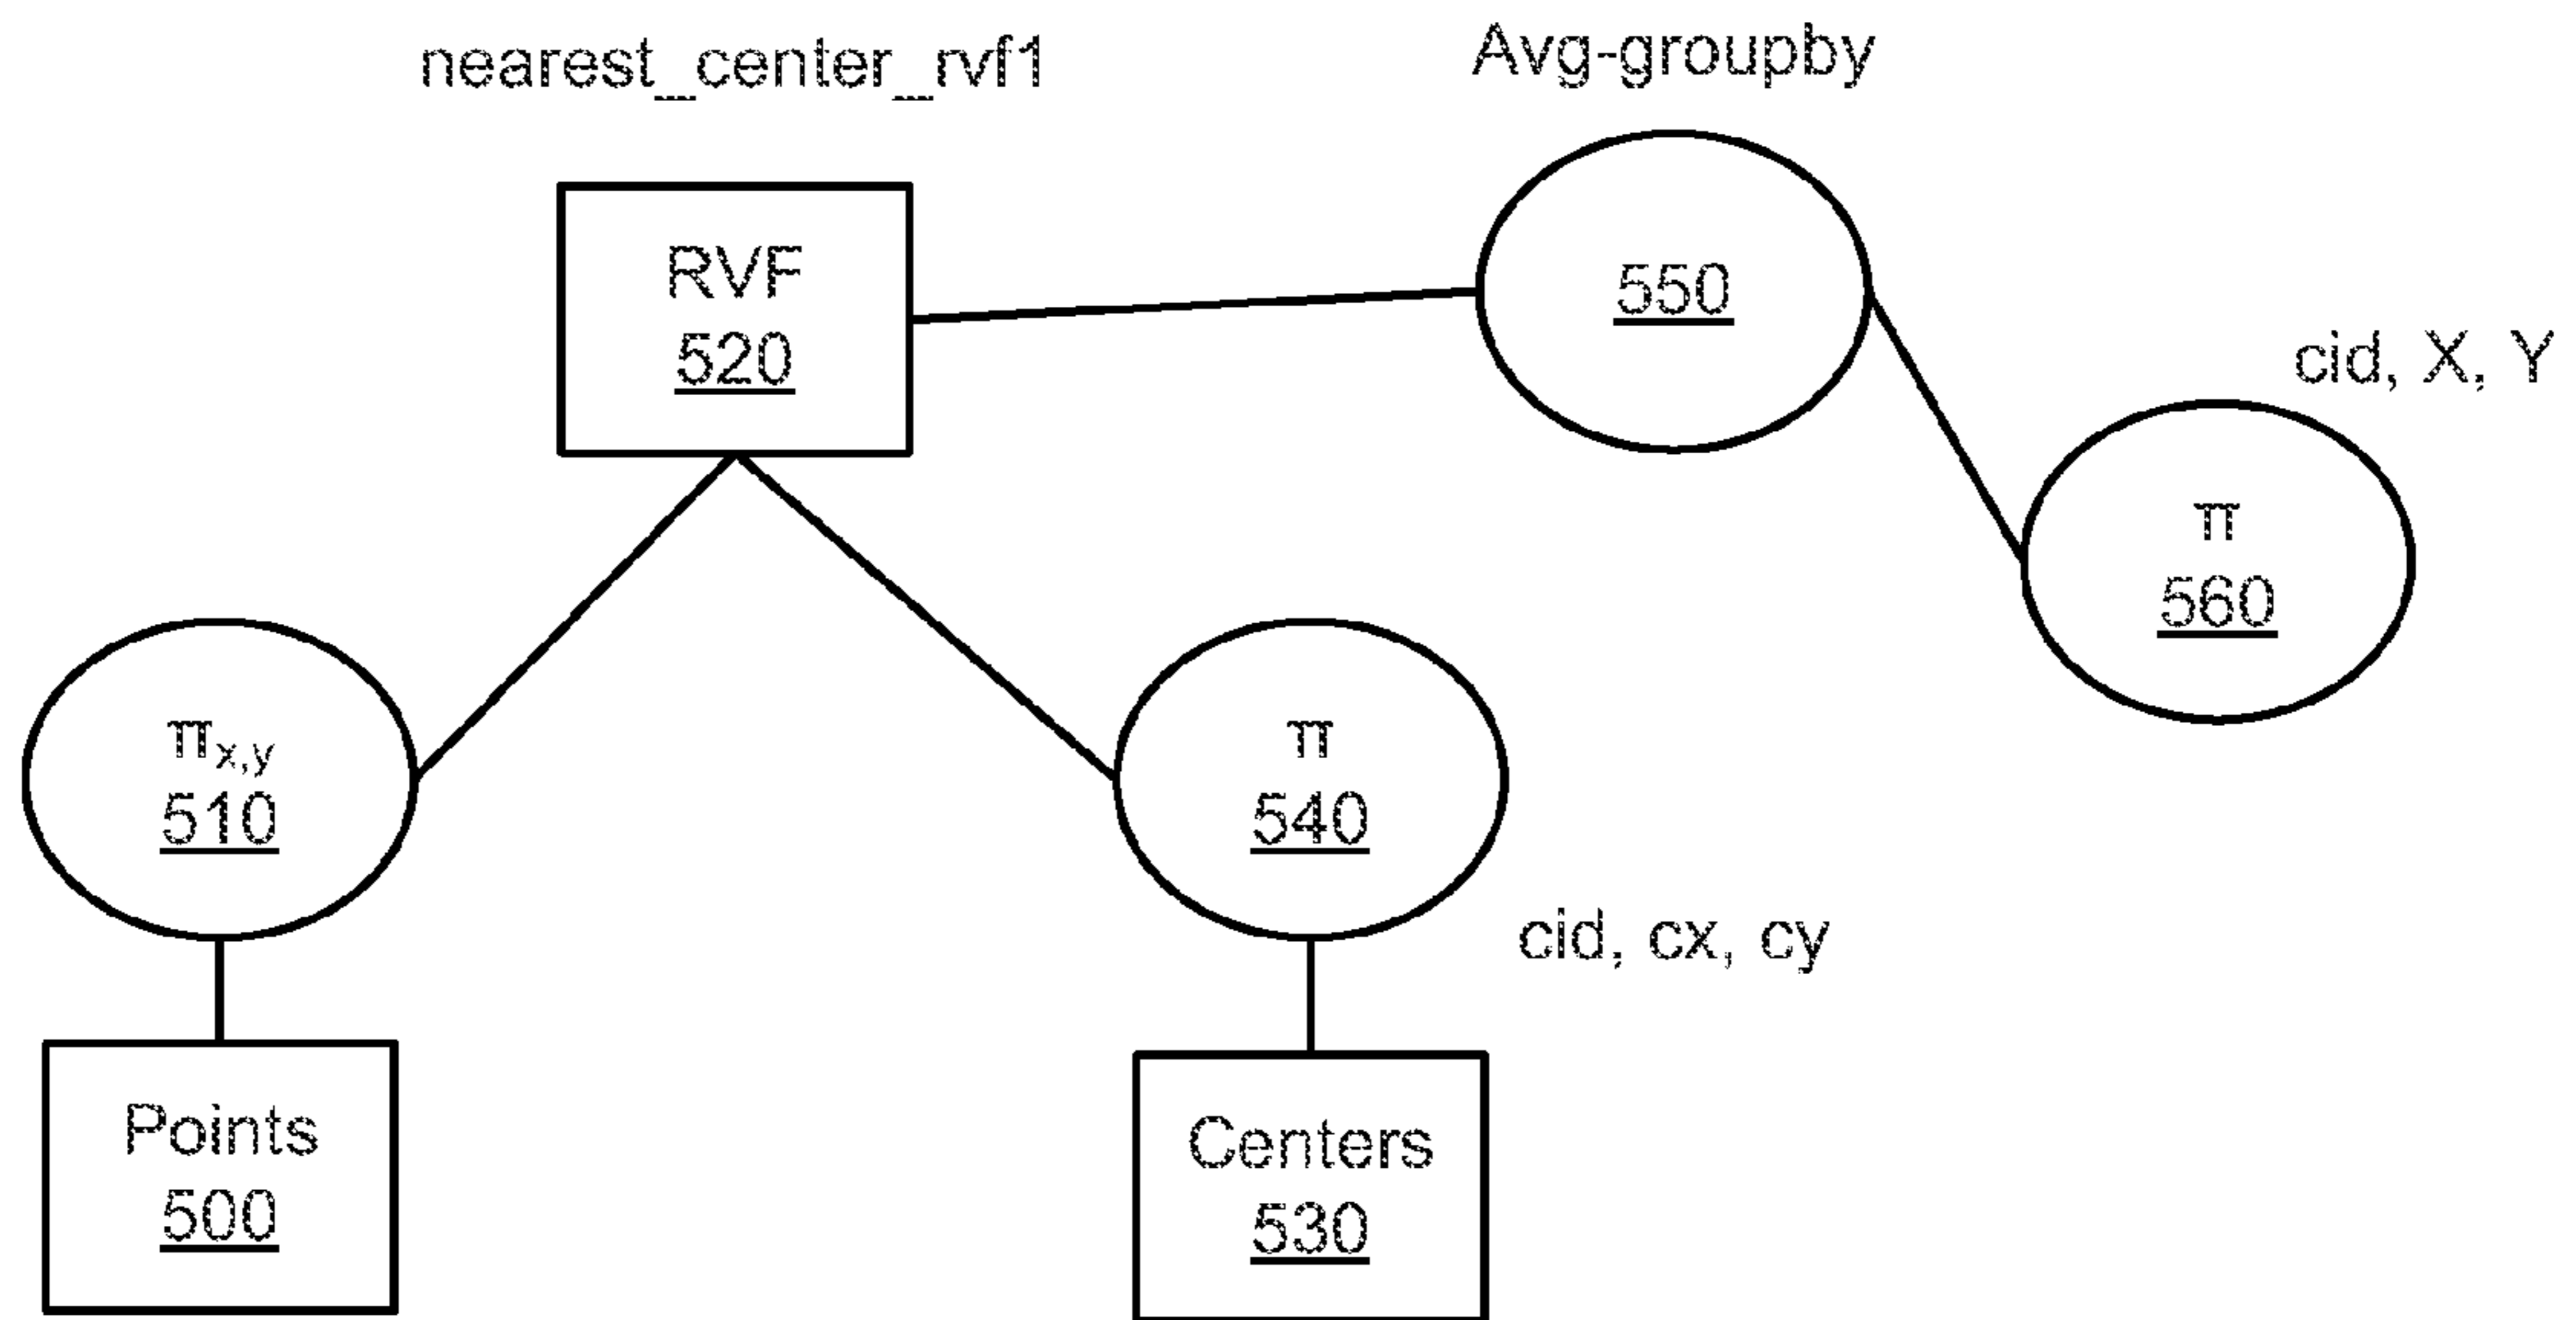 nearest_center_rvf1
Avg-groupby
RVF
520
550
cid, X, Y
π
560
πx,y
510
π
540
cid, cx, cy
Points
500
Centers
530